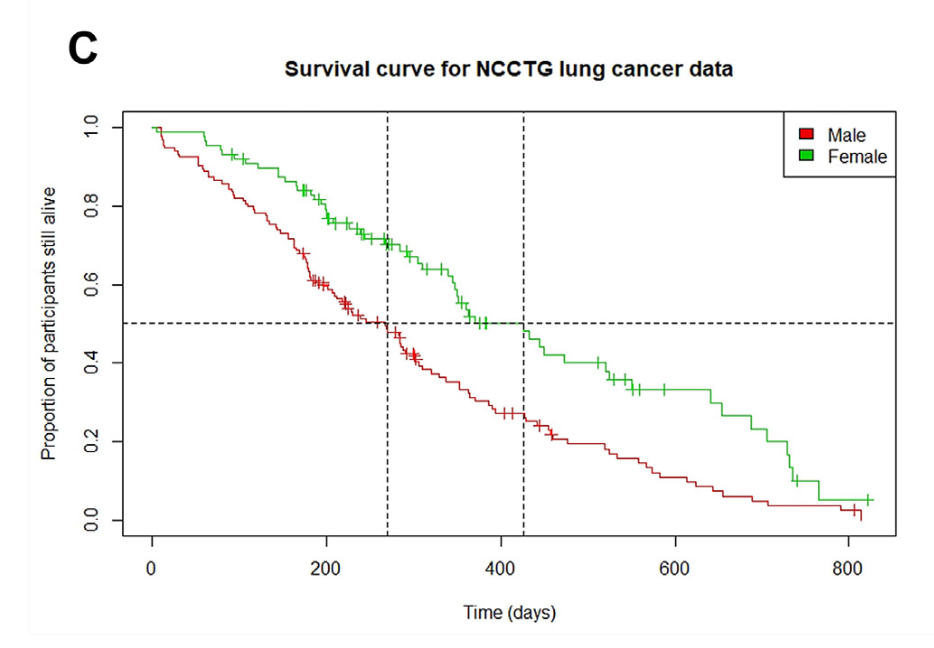 C
Survival curve for NCCTG lung cancer data
Male
Female
Proportion of participants still alive
1.0
0.8
0.6
0.4
0.2
0.0
0 200 400 600 800
Time (days)